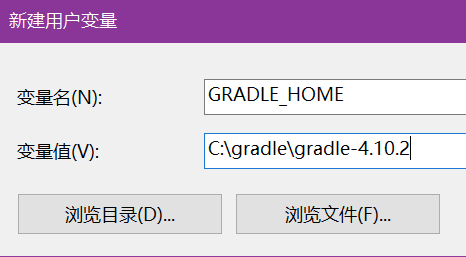 新建用户变量
变量名(N):
GRADLE_HOME
变量值(V):
C:\gradle\gradle-4.10.2
浏览目录(D)...
浏览文件(F)...